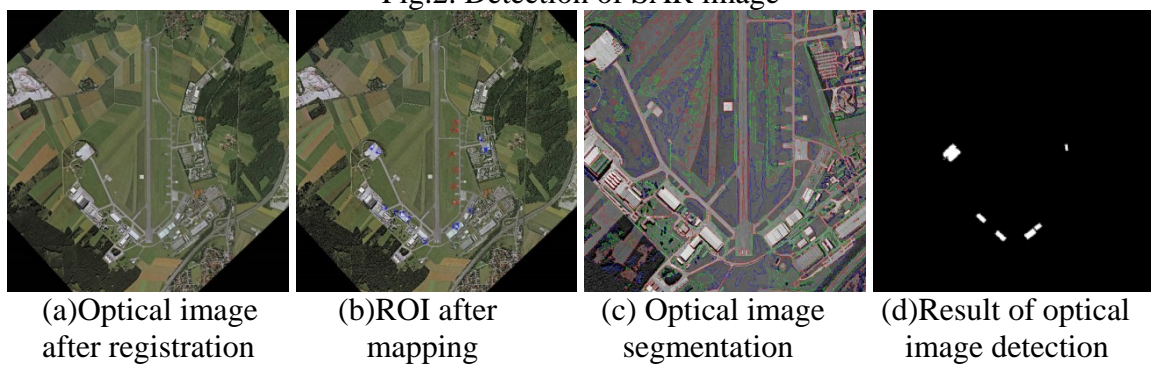 Fig.2. Detection of SAR image
(a)Optical image
after registration
(b)ROI after
mapping
(c) Optical image
segmentation
(d)Result of optical
image detection